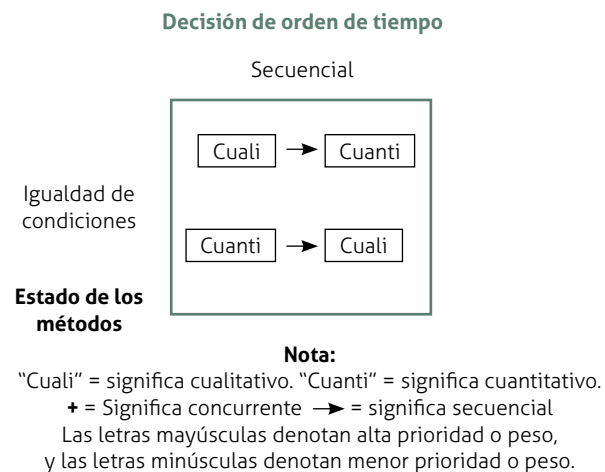 Decisión de orden de tiempo
Secuencial
Cuali → Cuanti
Igualdad de
condiciones
Cuanti → Cuali
Estado de los
métodos
Nota:
“Cuali” = significa cualitativo. “Cuanti” = significa cuantitativo.
+ = Significa concurrente → = significa secuencial
Las letras mayúsculas denotan alta prioridad o peso,
y las letras minúsculas denotan menor prioridad o peso.